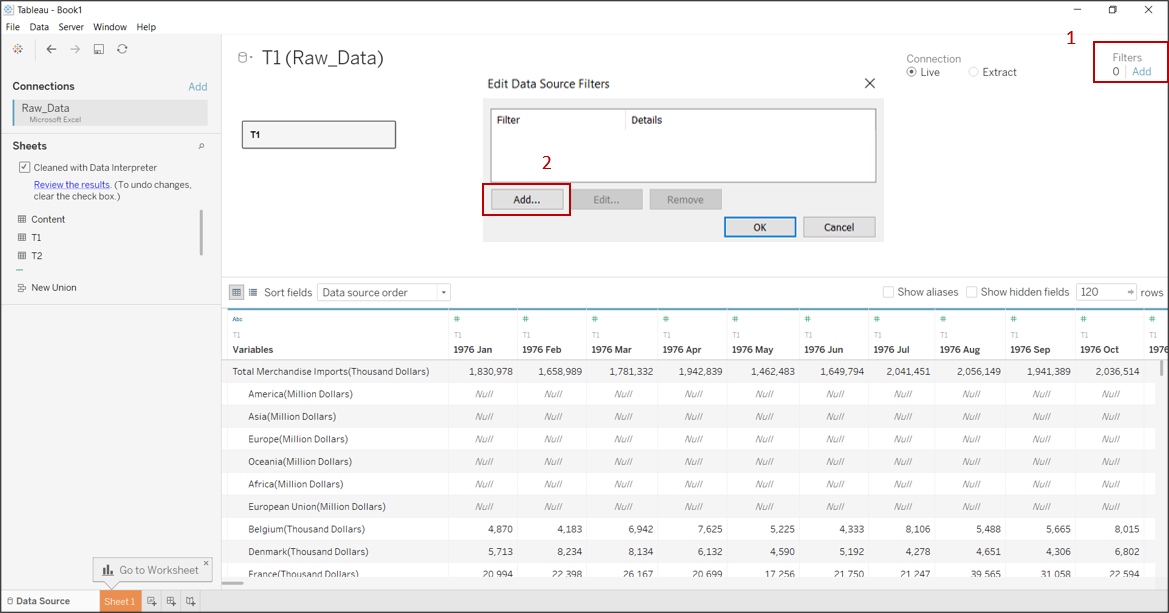 Tableau - Book1
File Data Server Window Help
1
T1 (Raw_Data)
Connection
Live Extract
Filters
0 Add
Connections Add
Raw_Data
Microsoft Excel
Edit Data Source Filters
Filter Details
T1
Sheets
Cleaned with Data Interpreter
Review the results. (To undo changes,
clear the check box.)
2
Add... Edit... Remove
OK Cancel
Content
T1
T2
New Union
Sort fields Data source order Show aliases Show hidden fields 120 rows
Abc # # # # # # # # # # #
T1 T1 T1 T1 T1 T1 T1 T1 T1 T1 T1 T1
Variables 1976 Jan 1976 Feb 1976 Mar 1976 Apr 1976 May 1976 Jun 1976 Jul 1976 Aug 1976 Sep 1976 Oct 1976
Total Merchandise Imports(Thousand Dollars) 1,830,978 1,658,989 1,781,332 1,942,839 1,462,483 1,649,794 2,041,451 2,056,149 1,941,389 2,036,514
America(Million Dollars) Null Null Null Null Null Null Null Null Null Null
Asia(Million Dollars) Null Null Null Null Null Null Null Null Null Null
Europe(Million Dollars) Null Null Null Null Null Null Null Null Null Null
Oceania(Million Dollars) Null Null Null Null Null Null Null Null Null Null
Africa(Million Dollars) Null Null Null Null Null Null Null Null Null Null
European Union(Million Dollars) Null Null Null Null Null Null Null Null Null Null
Belgium(Thousand Dollars) 4,870 4,183 6,942 7,625 5,225 4,333 8,106 5,488 5,665 8,015
Denmark(Thousand Dollars) 5,713 8,234 8,134 6,132 4,590 5,192 4,278 4,651 4,306 6,802
France(Thousand Dollars) 20,994 22,398 26,167 20,699 17,256 21,750 21,247 39,565 31,058 22,594
Go to Worksheet
Data Source Sheet 1